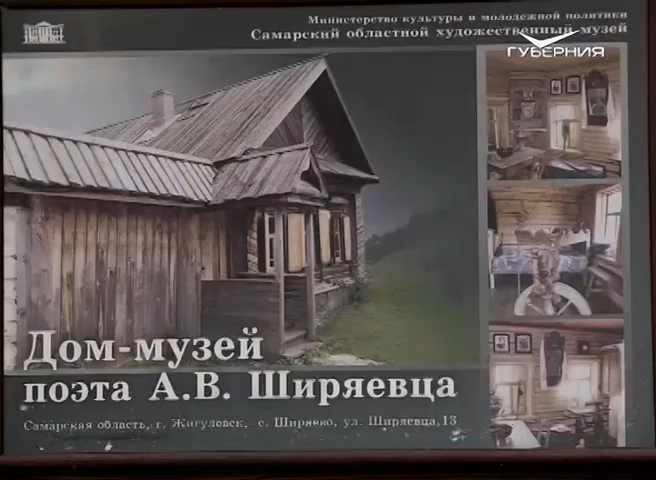 Министерство культуры и молодежной политики
Самарский областной художественный музей
ГУБЕРНИЯ
Дом-музей
поэта А.В. Ширяевца
Самарская область, г. Жигулевск, с. Ширяево, ул. Ширяевца, 13